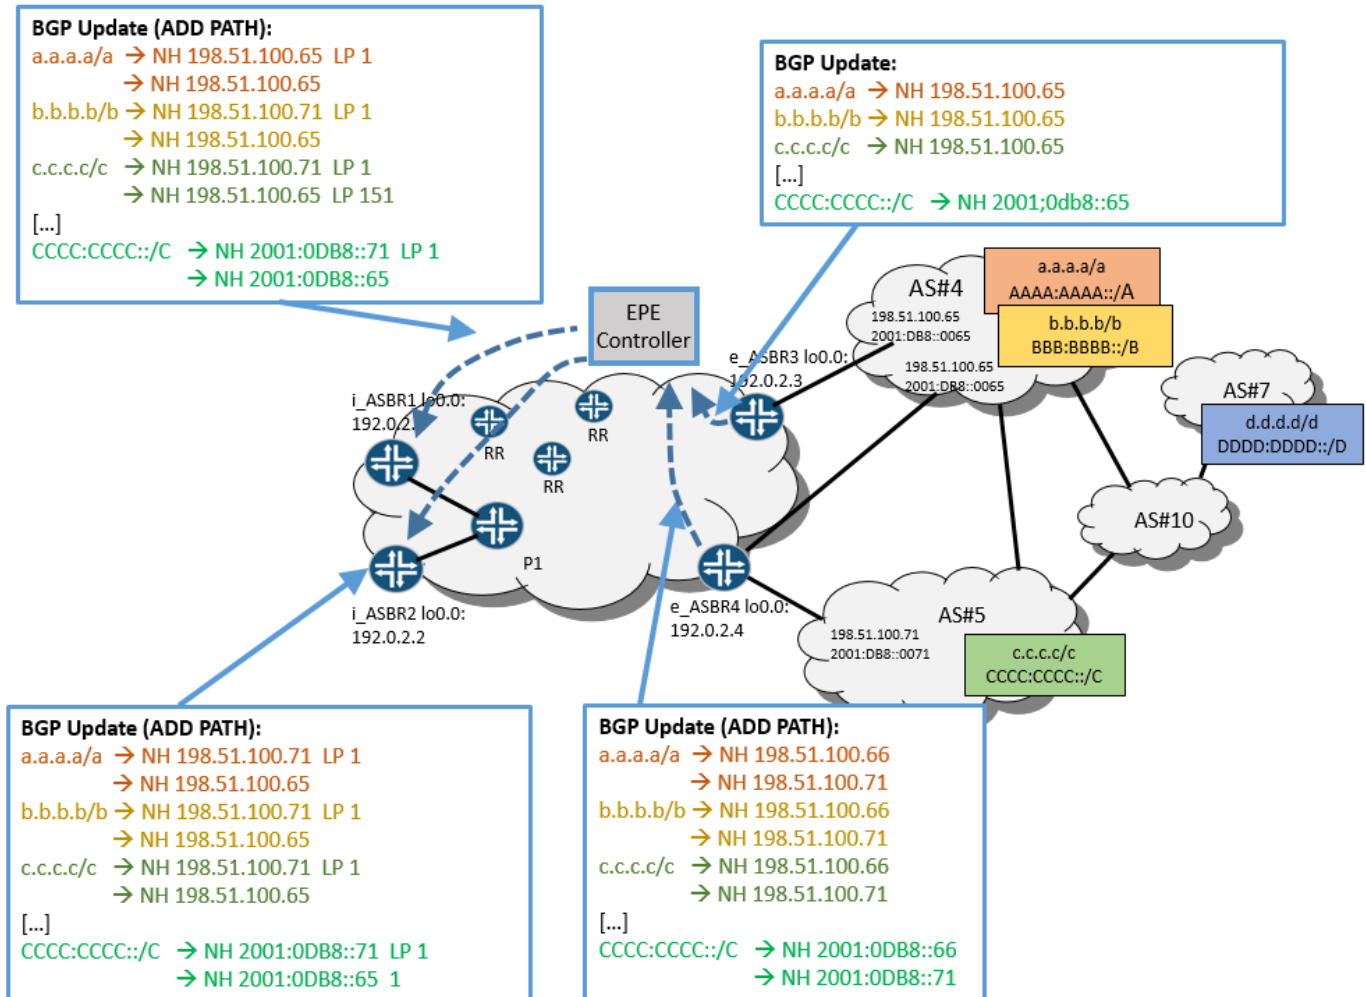 BGP Update (ADD PATH):
a.a.a.a/a → NH 198.51.100.65 LP 1
→ NH 198.51.100.65
b.b.b.b/b → NH 198.51.100.71 LP 1
→ NH 198.51.100.65
c.c.c.c/c → NH 198.51.100.71 LP 1
→ NH 198.51.100.65 LP 151
[...]
CCCC:CCCC::/C → NH 2001:0DB8::71 LP 1
→ NH 2001:0DB8::65
BGP Update:
a.a.a.a/a → NH 198.51.100.65
b.b.b.b/b → NH 198.51.100.65
c.c.c.c/c → NH 198.51.100.65
[...]
CCCC:CCCC::/C → NH 2001;0db8::65
EPE
Controller
AS#4
198.51.100.65
2001:DB8::0065
198.51.100.65
2001:DB8::0065
a.a.a.a/a
AAAA:AAAA::/A
b.b.b.b/b
BBB:BBBB::/B
e_ASBR3 lo0.0:
192.0.2.3
AS#7
d.d.d.d/d
DDDD:DDDD::/D
i_ASBR1 lo0.0:
192.0.2.
RR
RR
RR
AS#10
P1
i_ASBR2 lo0.0:
192.0.2.2
e_ASBR4 lo0.0:
192.0.2.4
AS#5
198.51.100.71
2001:DB8::0071
c.c.c.c/c
CCCC:CCCC::/C
BGP Update (ADD PATH):
a.a.a.a/a → NH 198.51.100.71 LP 1
→ NH 198.51.100.65
b.b.b.b/b → NH 198.51.100.71 LP 1
→ NH 198.51.100.65
c.c.c.c/c → NH 198.51.100.71 LP 1
→ NH 198.51.100.65
[...]
CCCC:CCCC::/C → NH 2001:0DB8::71 LP 1
→ NH 2001:0DB8::65 1
BGP Update (ADD PATH):
a.a.a.a/a → NH 198.51.100.66
→ NH 198.51.100.71
b.b.b.b/b → NH 198.51.100.66
→ NH 198.51.100.71
c.c.c.c/c → NH 198.51.100.66
→ NH 198.51.100.71
[...]
CCCC:CCCC::/C → NH 2001:0DB8::66
→ NH 2001:0DB8::71